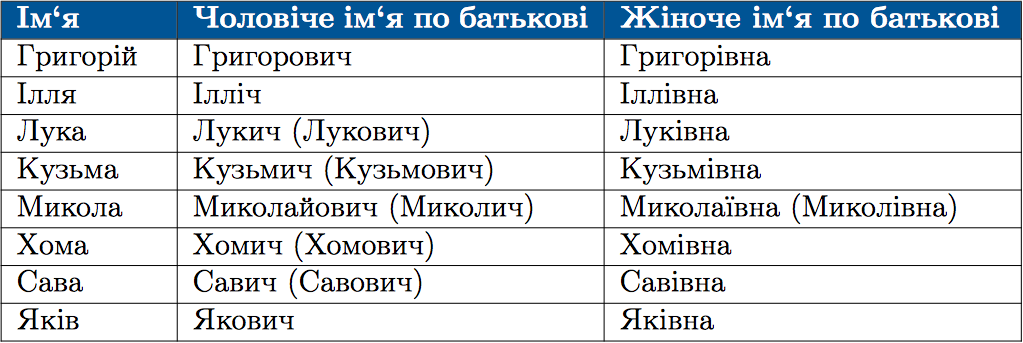 Ім‘я Чоловіче ім‘я по батькові Жіноче ім‘я по батькові
Григорій Григорович Григорівна
Ілля Ілліч Іллівна
Лука Лукич (Лукович) Луківна
Кузьма Кузьмич (Кузьмович) Кузьмівна
Микола Миколайович (Миколич) Миколаївна (Миколівна)
Хома Хомич (Хомович) Хомівна
Сава Савич (Савович) Савівна
Яків Якович Яківна